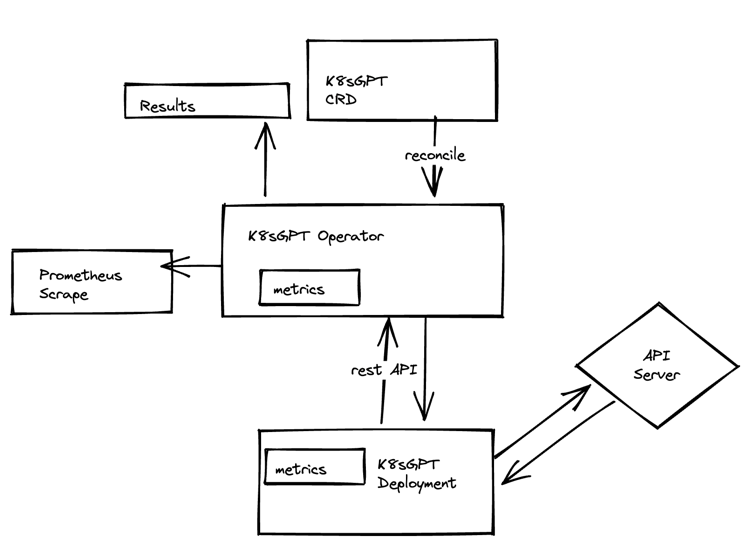 K8sGPT
CRD
Results
reconcile
K8sGPT Operator
metrics
Prometheus
Scrape
rest API
API
Server
metrics
K8sGPT
Deployment